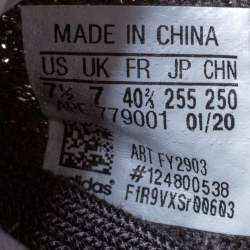 MADE IN CHINA
US UK FR JP CHN
7½ 7 40⅔ 255 250
ADC 779001 01/20
ART FY2903
#124800538
adidas F1R9VXSr00603